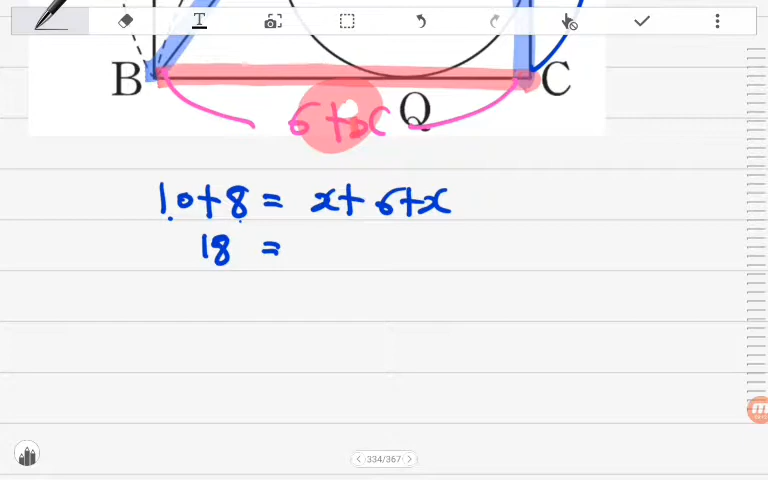 T
B
C
6+x
Q
10+8 = x+6+x
18 =
334/367